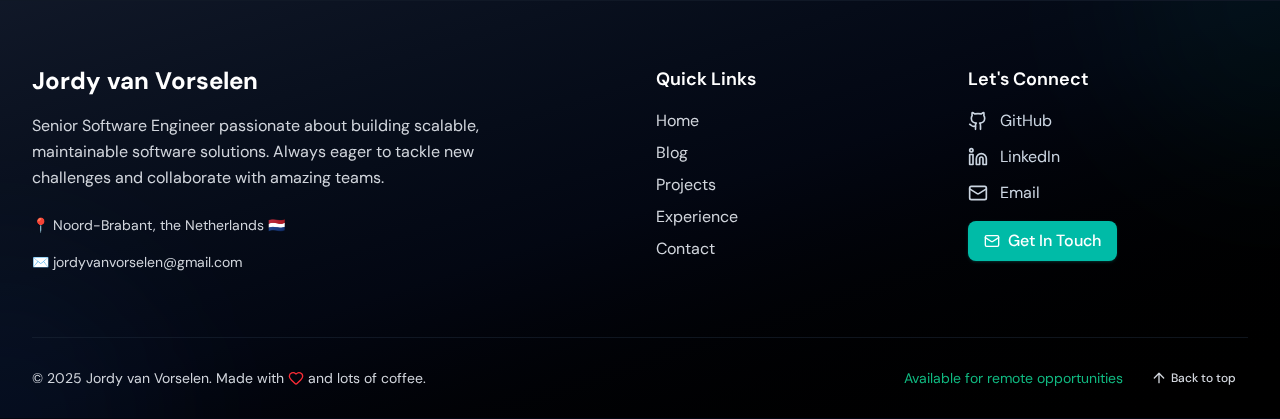 Jordy van Vorselen
Senior Software Engineer passionate about building scalable,
maintainable software solutions. Always eager to tackle new
challenges and collaborate with amazing teams.
📍 Noord-Brabant, the Netherlands 🇳🇱
✉️ jordyvanvorselen@gmail.com
Quick Links
Home
Blog
Projects
Experience
Contact
Let's Connect
GitHub
LinkedIn
Email
Get In Touch
© 2025 Jordy van Vorselen. Made with ♡ and lots of coffee.
Available for remote opportunities
↑ Back to top